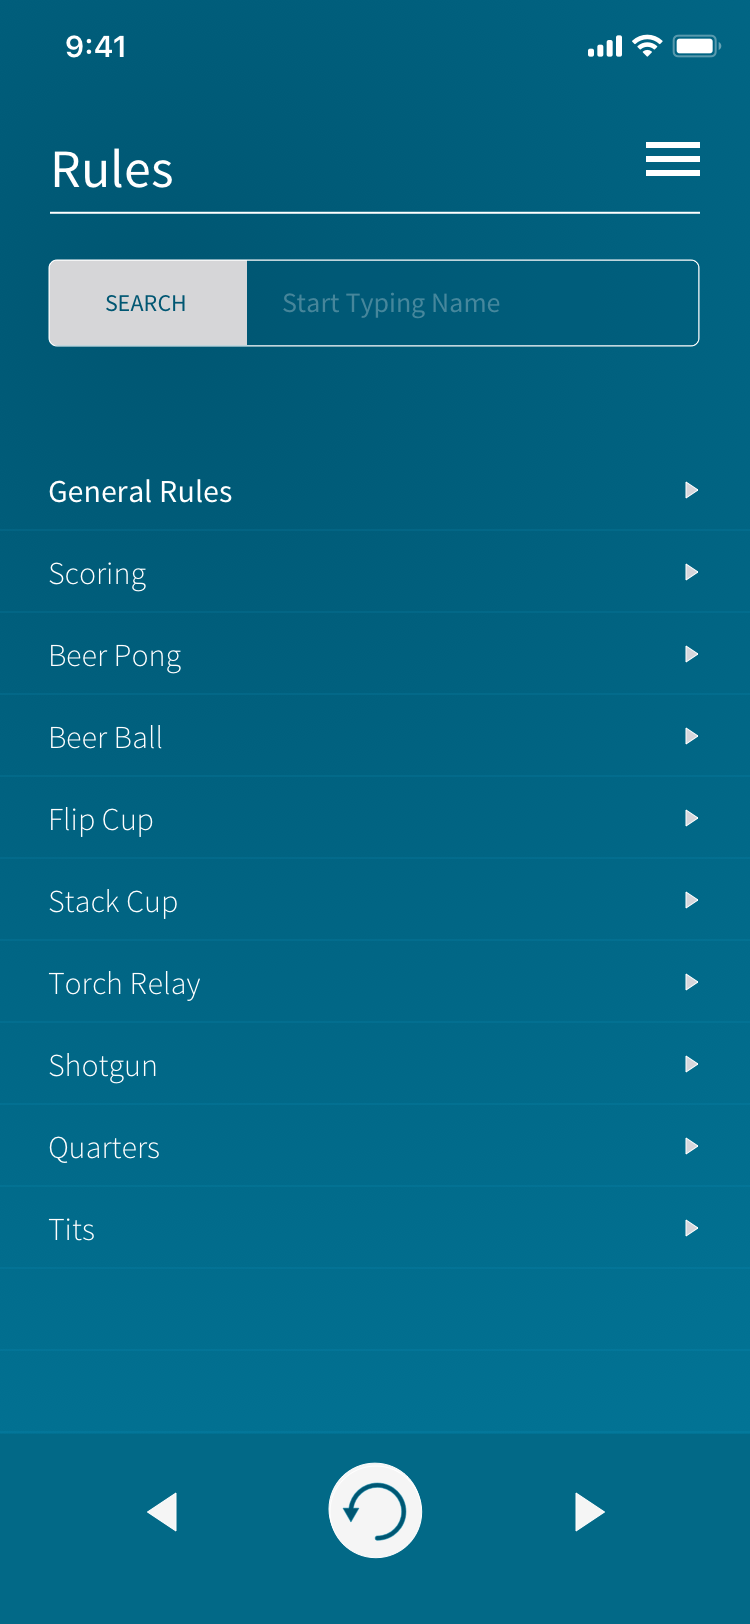 9:41
Rules
SEARCH
Start Typing Name
General Rules
Scoring
Beer Pong
Beer Ball
Flip Cup
Stack Cup
Torch Relay
Shotgun
Quarters
Tits